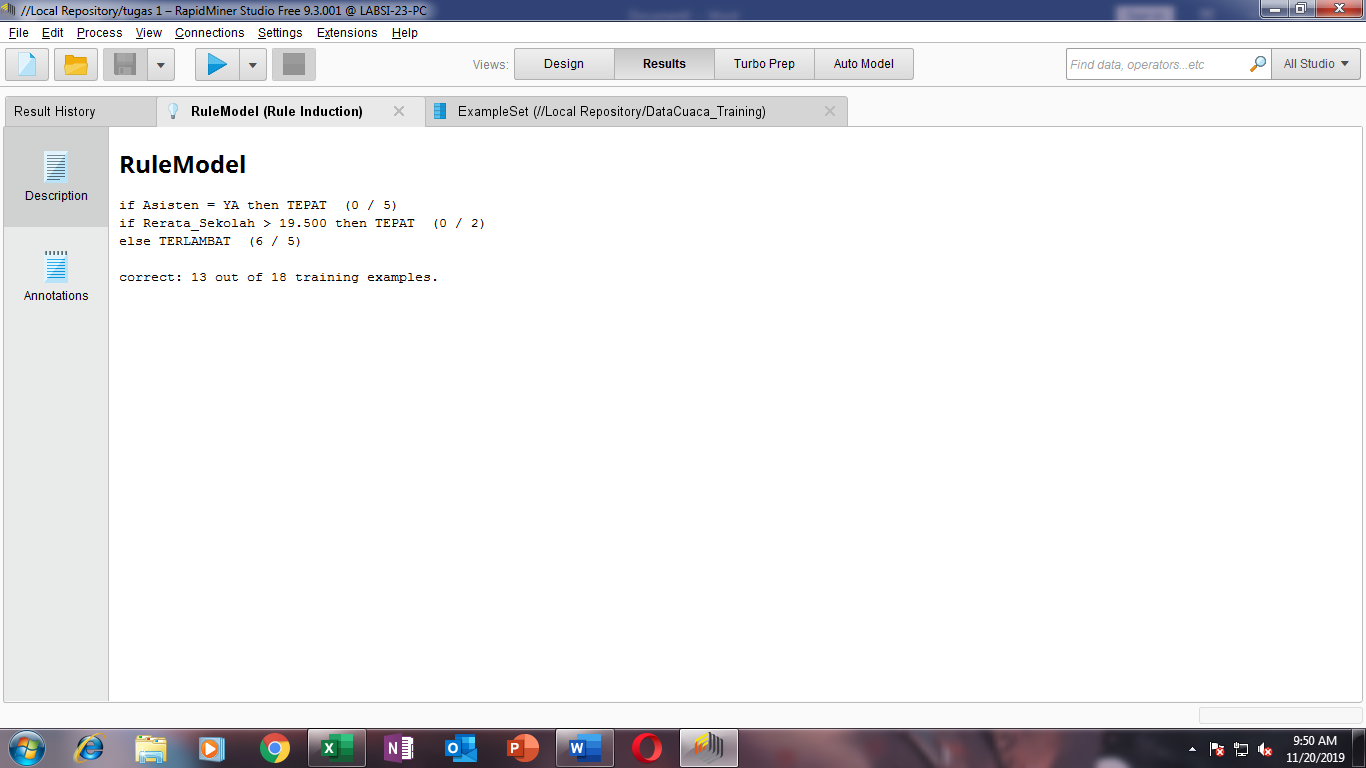 //Local Repository/tugas 1 – RapidMiner Studio Free 9.3.001 @ LABSI-23-PC
File Edit Process View Connections Settings Extensions Help
Views: Design Results Turbo Prep Auto Model
Find data, operators...etc
All Studio
Result History
RuleModel (Rule Induction)
ExampleSet (//Local Repository/DataCuaca_Training)
Description
Annotations
RuleModel
if Asisten = YA then TEPAT (0 / 5)
if Rerata_Sekolah > 19.500 then TEPAT (0 / 2)
else TERLAMBAT (6 / 5)
correct: 13 out of 18 training examples.
9:50 AM
11/20/2019